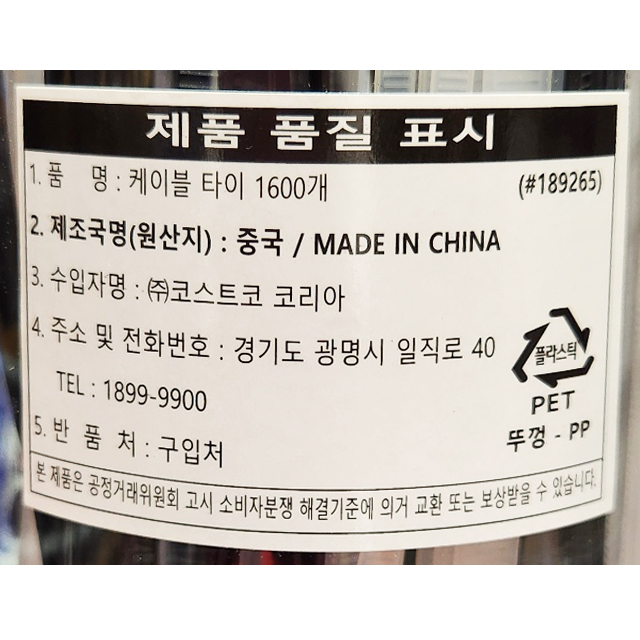 제품 품질 표시
1. 품 명 : 케이블 타이 1600개 (#189265)
2. 제조국명(원산지) : 중국 / MADE IN CHINA
3. 수입자명 : ㈜코스트코 코리아
4. 주소 및 전화번호 : 경기도 광명시 일직로 40
TEL : 1899-9900
5. 반 품 처 : 구입처
플라스틱
PET
뚜껑 - PP
본 제품은 공정거래위원회 고시 소비자분쟁 해결기준에 의거 교환 또는 보상받을 수 있습니다.